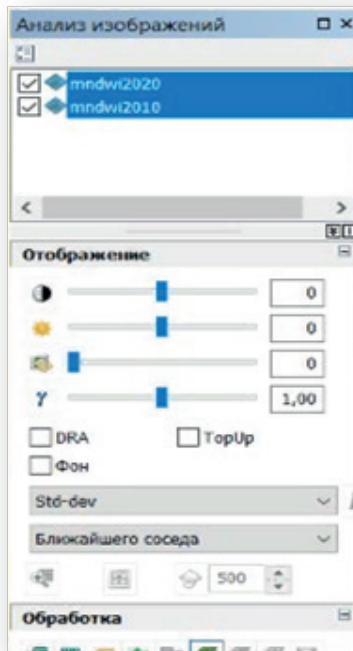 Анализ изображений
mndwi2020
mndwi2010
Отображение
0
0
0
γ 1,00
DRA TopUp
Фон
Std-dev
Ближайшего соседа
500
Обработка